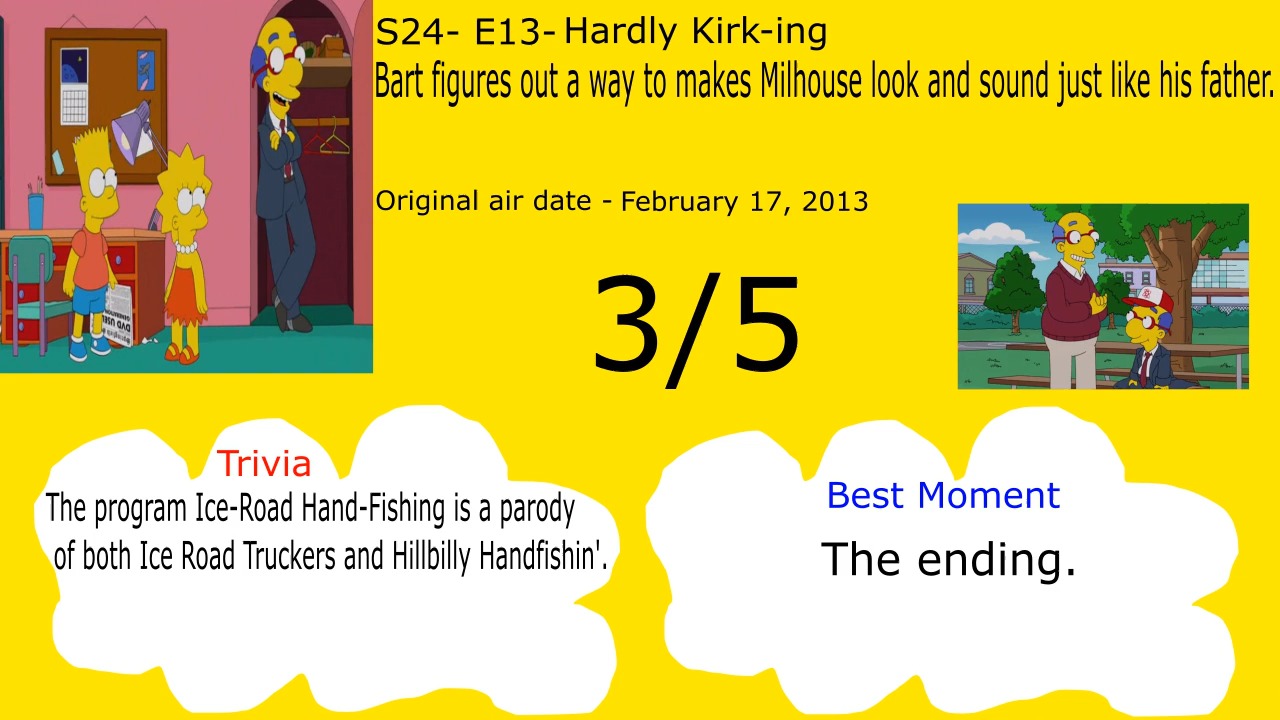 S24- E13- Hardly Kirk-ing
Bart figures out a way to makes Milhouse look and sound just like his father.
Original air date - February 17, 2013
3/5
Trivia
The program Ice-Road Hand-Fishing is a parody
of both Ice Road Truckers and Hillbilly Handfishin'.
Best Moment
The ending.